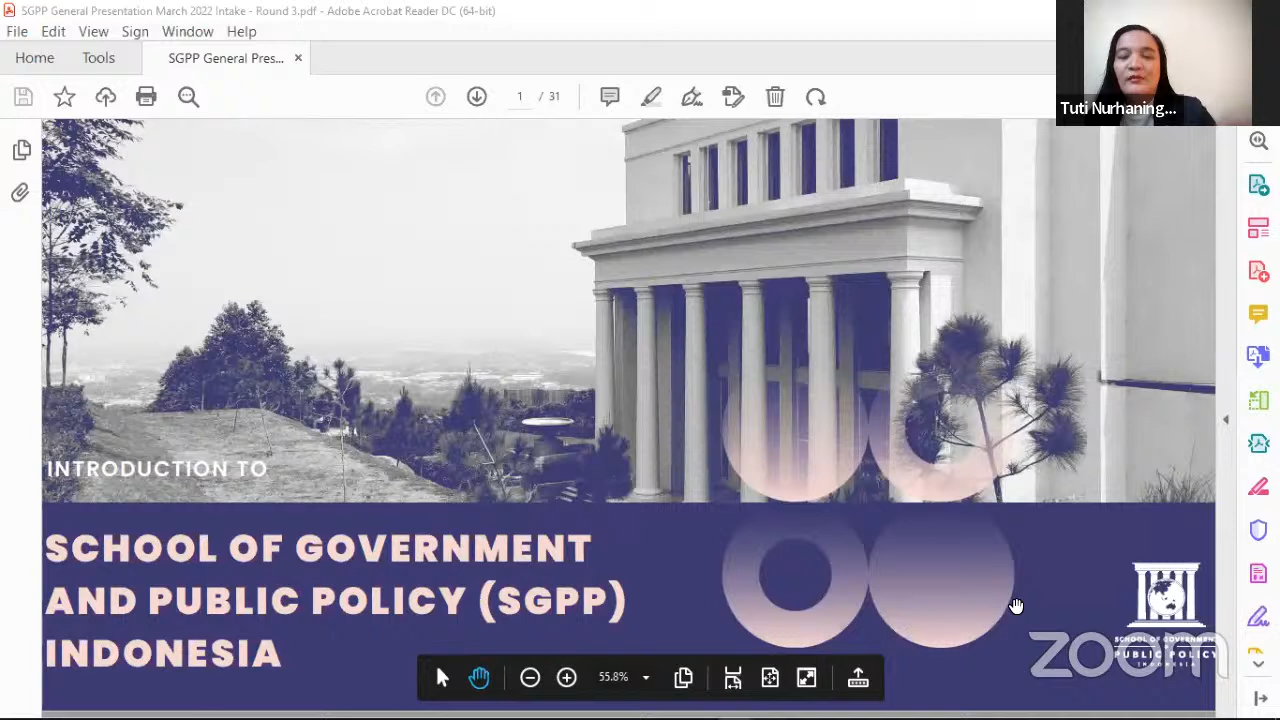 SGPP General Presentation March 2022 Intake - Round 3.pdf - Adobe Acrobat Reader DC (64-bit)
File Edit View Sign Window Help
Home Tools SGPP General Pres... ×
1 / 31
Tuti Nurhaning...
INTRODUCTION TO
SCHOOL OF GOVERNMENT
AND PUBLIC POLICY (SGPP)
INDONESIA
SCHOOL OF GOVERNMENT
PUBLIC POLICY
INDONESIA
zoom
55.8%